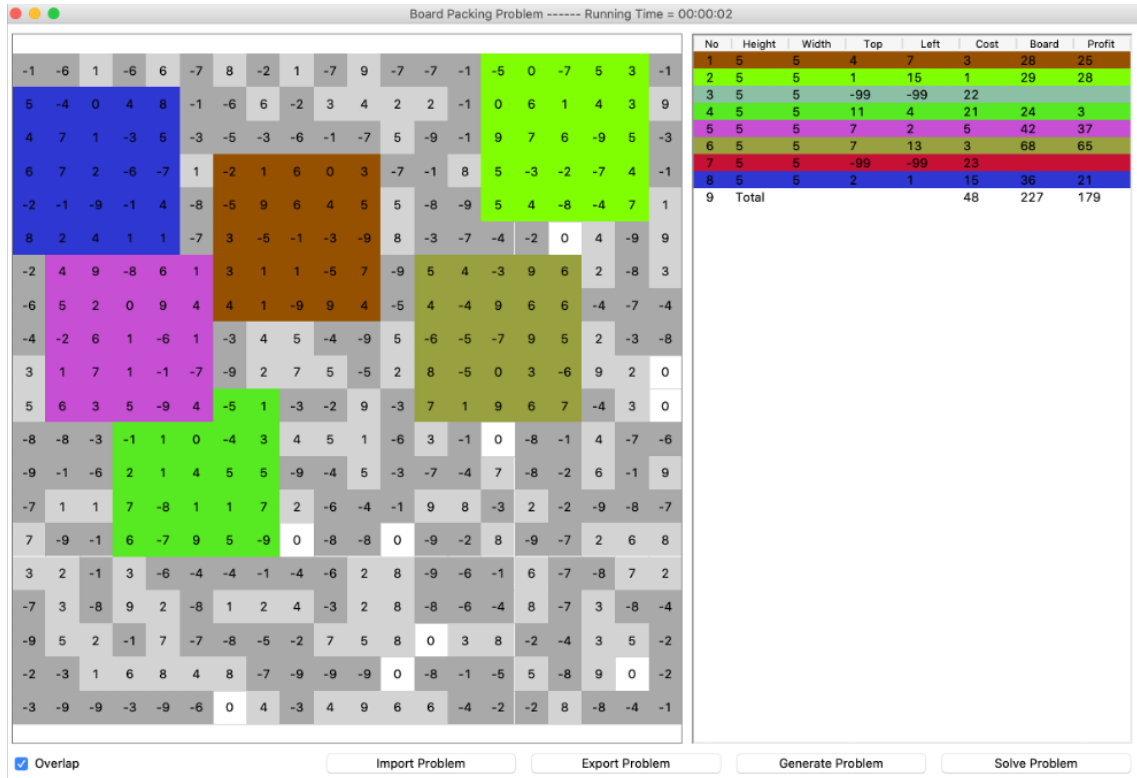 Board Packing Problem ------ Running Time = 00:00:02
No Height Width Top Left Cost Board Profit
1 5 5 4 7 3 28 25
2 5 5 1 15 1 29 28
3 5 5 -99 -99 22
4 5 5 11 4 21 24 3
5 5 5 7 2 5 42 37
6 5 5 7 13 3 68 65
7 5 5 -99 -99 23
8 5 5 2 1 15 36 21
9 Total 48 227 179
-1 -6 1 -6 6 -7 8 -2 1 -7 9 -7 -7 -1 -5 0 -7 5 3 -1
5 -4 0 4 8 -1 -6 6 -2 3 4 2 2 -1 0 6 1 4 3 9
4 7 1 -3 5 -3 -5 -3 -6 -1 -7 5 -9 -1 9 7 6 -9 5 -3
6 7 2 -6 -7 1 -2 1 6 0 3 -7 -1 8 5 -3 -2 -7 4 -1
-2 -1 -9 -1 4 -8 -5 9 6 4 5 5 -8 -9 5 4 -8 -4 7 1
8 2 4 1 1 -7 3 -5 -1 -3 -9 8 -3 -7 -4 -2 0 4 -9 9
-2 4 9 -8 6 1 3 1 1 -5 7 -9 5 4 -3 9 6 2 -8 3
-6 5 2 0 9 4 4 1 -9 9 4 -5 4 -4 9 6 6 -4 -7 -4
-4 -2 6 1 -6 1 -3 4 5 -4 -9 5 -6 -5 -7 9 5 2 -3 -8
3 1 7 1 -1 -7 -9 2 7 5 -5 2 8 -5 0 3 -6 9 2 0
5 6 3 5 -9 4 -5 1 -3 -2 9 -3 7 1 9 6 7 -4 3 0
-8 -8 -3 -1 1 0 -4 3 4 5 1 -6 3 -1 0 -8 -1 4 -7 -6
-9 -1 -6 2 1 4 5 5 -9 -4 5 -3 -7 -4 7 -8 -2 6 -1 9
-7 1 1 7 -8 1 1 7 2 -6 -4 -1 9 8 -3 2 -2 -9 -8 -7
7 -9 -1 6 -7 9 5 -9 0 -8 -8 0 -9 -2 8 -9 -7 2 6 8
3 2 -1 3 -6 -4 -4 -1 -4 -6 2 8 -9 -6 -1 6 -7 -8 7 2
-7 3 -8 9 2 -8 1 2 4 -3 2 8 -8 -6 -4 8 -7 3 -8 -4
-9 5 2 -1 7 -7 -8 -5 -2 7 5 8 0 3 8 -2 -4 3 5 -2
-2 -3 1 6 8 4 8 -7 -9 -9 -9 0 -8 -1 -5 5 -8 9 0 -2
-3 -9 -9 -3 -9 -6 0 4 -3 4 9 6 6 -4 -2 -2 8 -8 -4 -1
Overlap Import Problem Export Problem Generate Problem Solve Problem